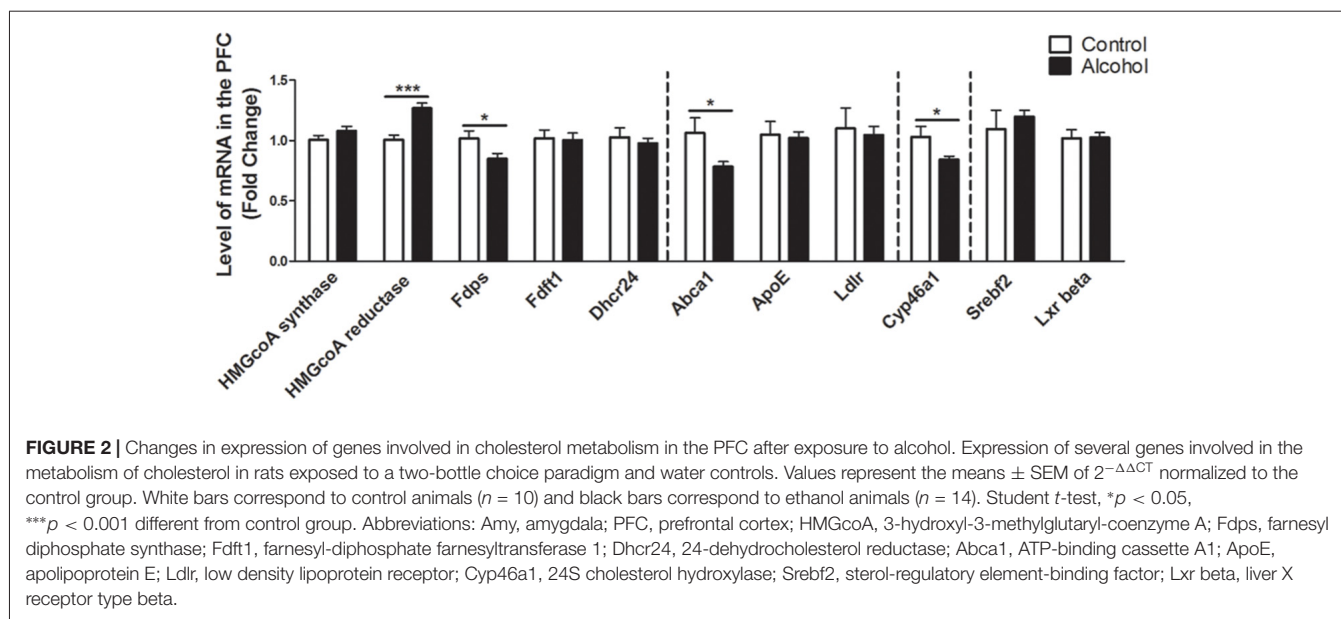 Control
Alcohol
Level of mRNA in the PFC
(Fold Change)
1.5
1.0
0.5
0.0
***
*
*
*
HMGcoA synthase
HMGcoA reductase
Fdps
Fdft1
Dhcr24
Abca1
ApoE
Ldlr
Cyp46a1
Srebf2
Lxr beta
FIGURE 2 | Changes in expression of genes involved in cholesterol metabolism in the PFC after exposure to alcohol. Expression of several genes involved in the
metabolism of cholesterol in rats exposed to a two-bottle choice paradigm and water controls. Values represent the means ± SEM of 2−ΔΔCT normalized to the
control group. White bars correspond to control animals (n = 10) and black bars correspond to ethanol animals (n = 14). Student t-test, *p < 0.05,
***p < 0.001 different from control group. Abbreviations: Amy, amygdala; PFC, prefrontal cortex; HMGcoA, 3-hydroxyl-3-methylglutaryl-coenzyme A; Fdps, farnesyl
diphosphate synthase; Fdft1, farnesyl-diphosphate farnesyltransferase 1; Dhcr24, 24-dehydrocholesterol reductase; Abca1, ATP-binding cassette A1; ApoE,
apolipoprotein E; Ldlr, low density lipoprotein receptor; Cyp46a1, 24S cholesterol hydroxylase; Srebf2, sterol-regulatory element-binding factor; Lxr beta, liver X
receptor type beta.